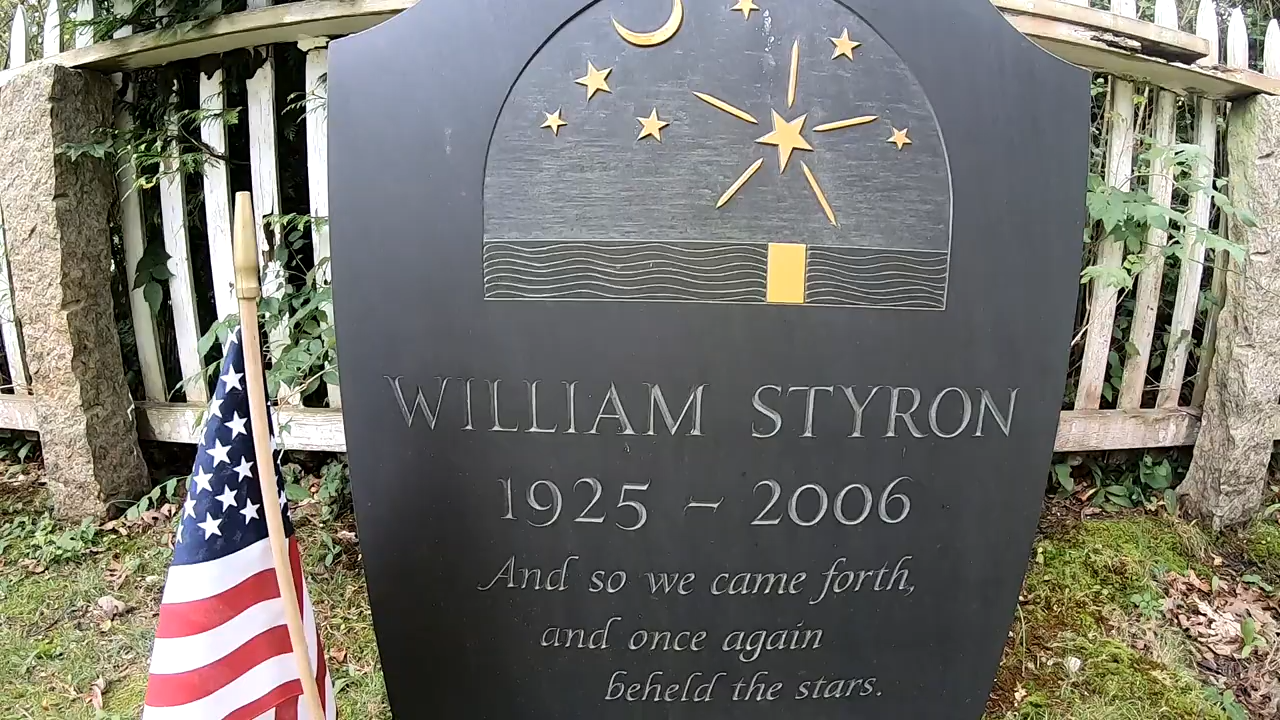 WILLIAM STYRON
1925 - 2006
And so we came forth,
and once again
beheld the stars.